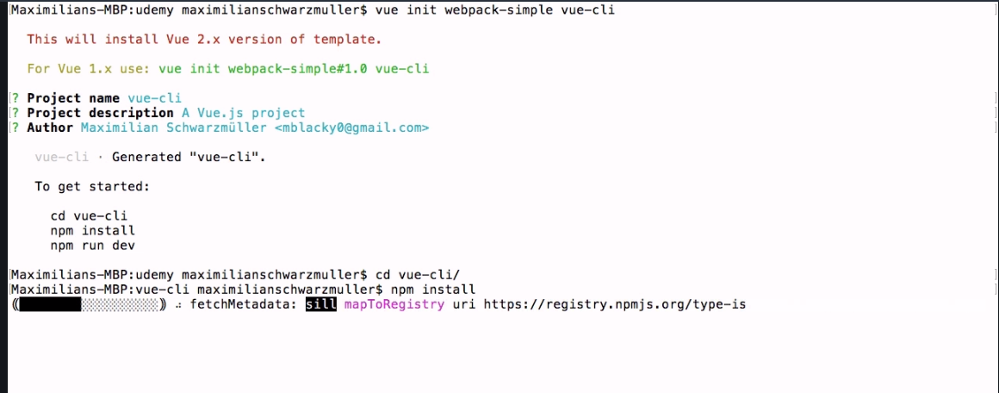 Maximilians-MBP:udemy maximilianschwarzmuller$ vue init webpack-simple vue-cli
This will install Vue 2.x version of template.
For Vue 1.x use: vue init webpack-simple#1.0 vue-cli
? Project name vue-cli
? Project description A Vue.js project
? Author Maximilian Schwarzmüller <mblacky0@gmail.com>
vue-cli · Generated "vue-cli".
To get started:
cd vue-cli
npm install
npm run dev
Maximilians-MBP:udemy maximilianschwarzmuller$ cd vue-cli/
Maximilians-MBP:vue-cli maximilianschwarzmuller$ npm install
fetchMetadata: sill mapToRegistry uri https://registry.npmjs.org/type-is